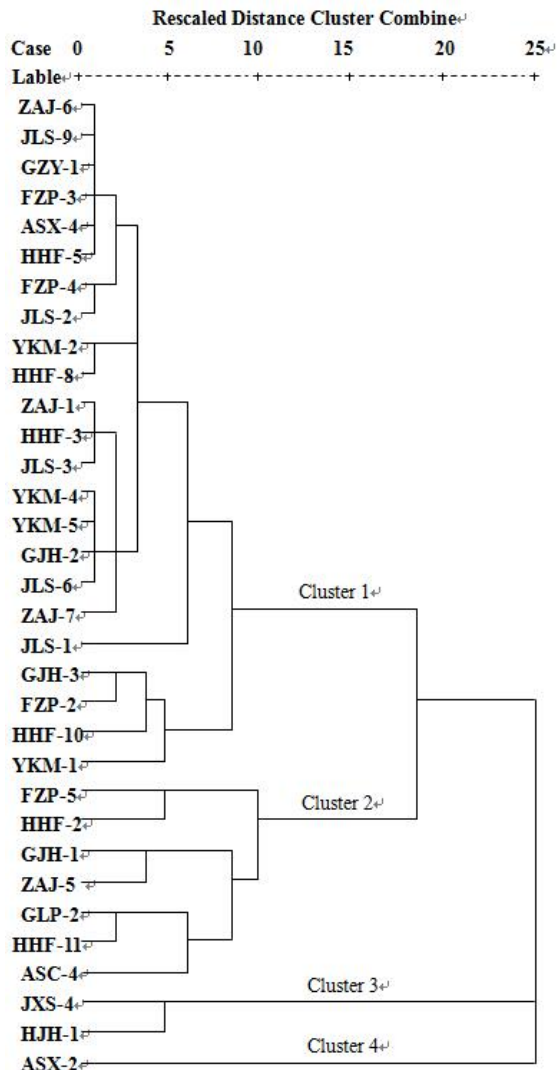 Rescaled Distance Cluster Combine↵
Case 0 5 10 15 20 25
Lable↵
ZAJ-6↵
JLS-9↵
GZY-1↵
FZP-3↵
ASX-4↵
HHF-5↵
FZP-4↵
JLS-2↵
YKM-2↵
HHF-8↵
ZAJ-1↵
HHF-3↵
JLS-3↵
YKM-4↵
YKM-5↵
GJH-2↵
JLS-6↵
Cluster 1↵
ZAJ-7↵
JLS-1↵
GJH-3↵
FZP-2↵
HHF-10↵
YKM-1↵
FZP-5↵
Cluster 2↵
HHF-2↵
GJH-1↵
ZAJ-5↵
GLP-2↵
HHF-11↵
ASC-4↵
Cluster 3↵
JXS-4↵
HJH-1↵
Cluster 4↵
ASX-2↵